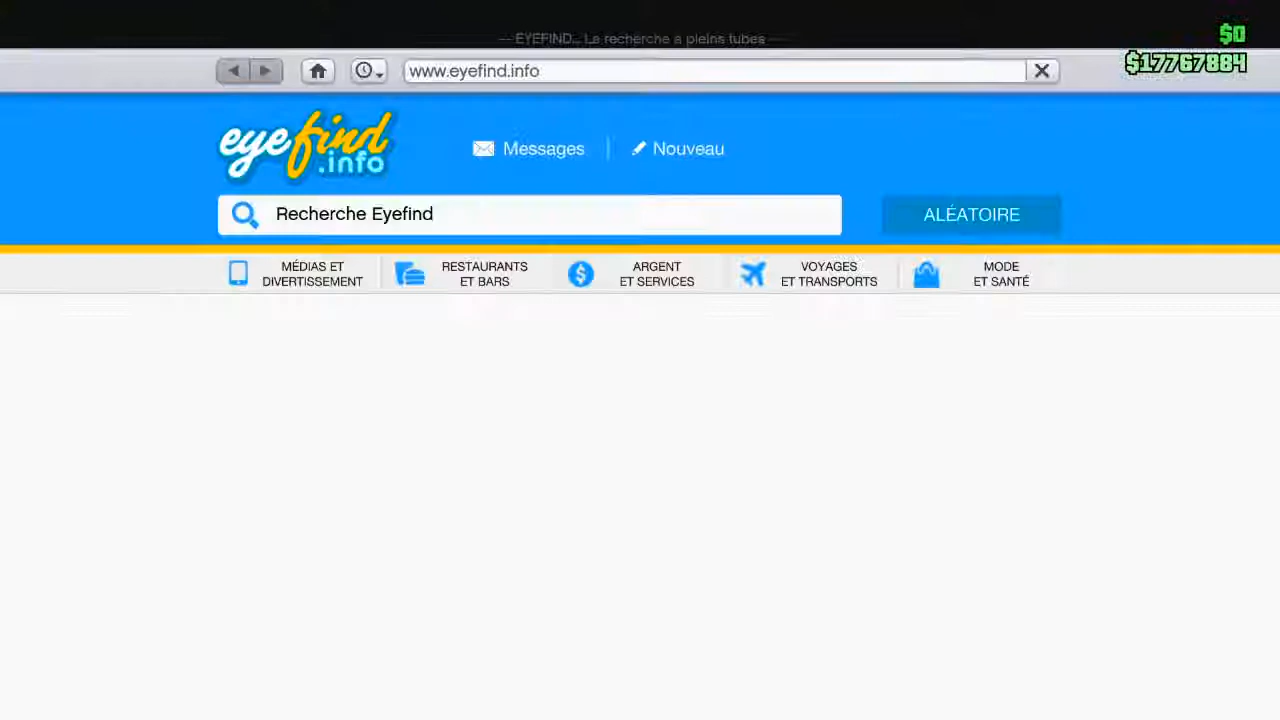 — EYEFIND... La recherche à pleins tubes —
$0
www.eyefind.info
$17767884
eyefind
.info
Messages
Nouveau
Recherche Eyefind
ALÉATOIRE
MÉDIAS ET
DIVERTISSEMENT
RESTAURANTS
ET BARS
ARGENT
ET SERVICES
VOYAGES
ET TRANSPORTS
MODE
ET SANTÉ